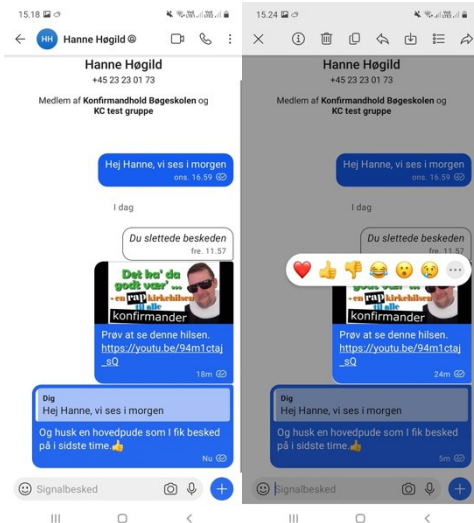 15.18
HH Hanne Høgild
Hanne Høgild
+45 23 23 01 73
Medlem af Konfirmandhold Bøgeskolen og
KC test gruppe
Hej Hanne, vi ses i morgen
ons. 16.59
I dag
Du slettede beskeden
fre. 11.57
Det ka' da
godt vær' ...
- en rap kirkehilsen
til alle
konfirmander
Prøv at se denne hilsen.
https://youtu.be/94m1ctaj
_sQ
18m
Dig
Hej Hanne, vi ses i morgen
Og husk en hovedpude som I fik besked
på i sidste time.👍
Nu
Signalbesked
15.24
Hanne Høgild
+45 23 23 01 73
Medlem af Konfirmandhold Bøgeskolen og
KC test gruppe
Hej Hanne, vi ses i morgen
ons. 16.59
I dag
Du slettede beskeden
fre. 11.57
til alle
konfirmander
Prøv at se denne hilsen.
https://youtu.be/94m1ctaj
_sQ
24m
Dig
Hej Hanne, vi ses i morgen
Og husk en hovedpude som I fik besked
på i sidste time.👍
5m
Signalbesked